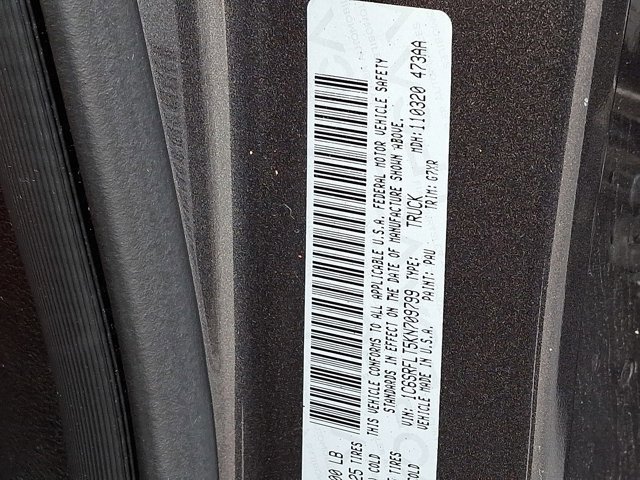 THIS VEHICLE CONFORMS TO ALL APPLICABLE U.S.A. FEDERAL MOTOR VEHICLE SAFETY
STANDARDS IN EFFECT ON THE DATE OF MANUFACTURE SHOWN ABOVE.
VIN: 1C6SRFLT5KN709799 TYPE: TRUCK MDH: 110320 473AA
VEHICLE MADE IN U.S.A. PAINT: PAU TRIM: G7XR
00 LB
25 TIRES
COLD
TIRES
COLD